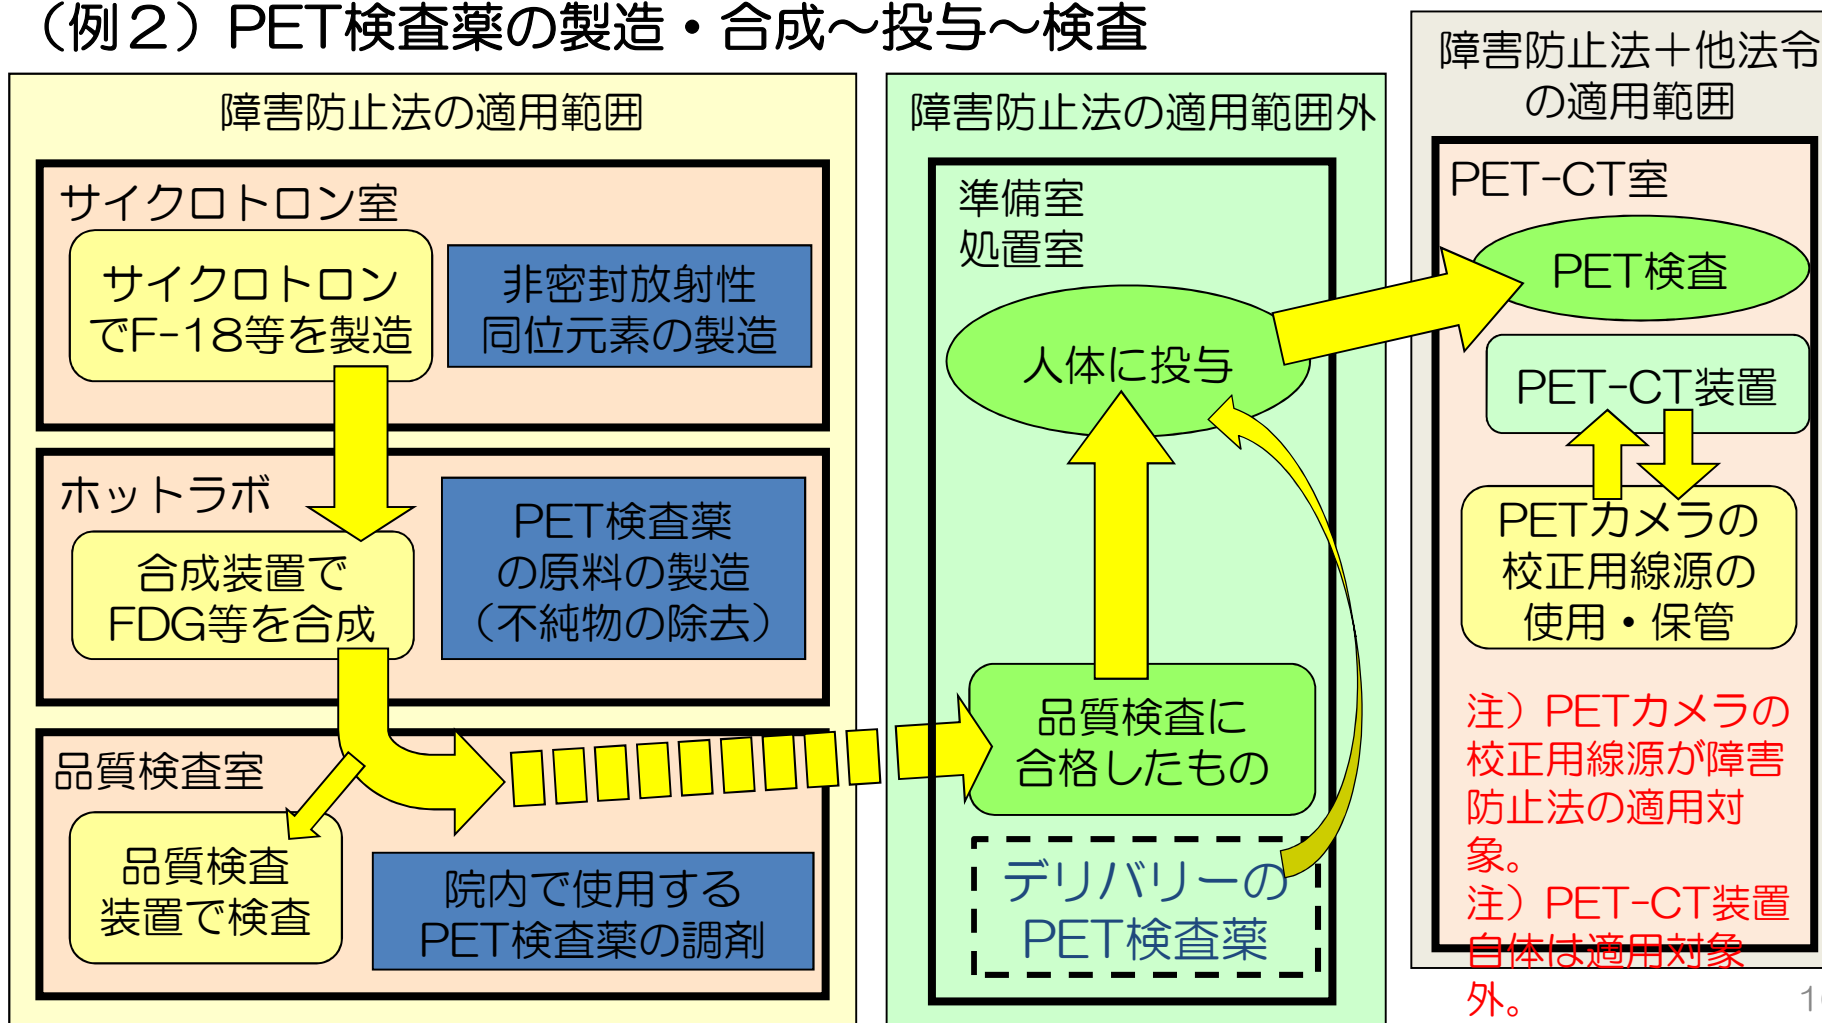 （例２）PET検査薬の製造・合成～投与～検査
障害防止法の適用範囲
サイクロトロン室
サイクロトロン
でF-18等を製造
非密封放射性
同位元素の製造
ホットラボ
合成装置で
FDG等を合成
PET検査薬
の原料の製造
（不純物の除去）
品質検査室
品質検査
装置で検査
院内で使用する
PET検査薬の調剤
障害防止法の適用範囲外
準備室
処置室
人体に投与
品質検査に
合格したもの
デリバリーの
PET検査薬
障害防止法＋他法令
の適用範囲
PET-CT室
PET検査
PET-CT装置
PETカメラの
校正用線源の
使用・保管
注）PETカメラの
校正用線源が障害
防止法の適用対
象。
注）PET-CT装置
自体は適用対象
外。